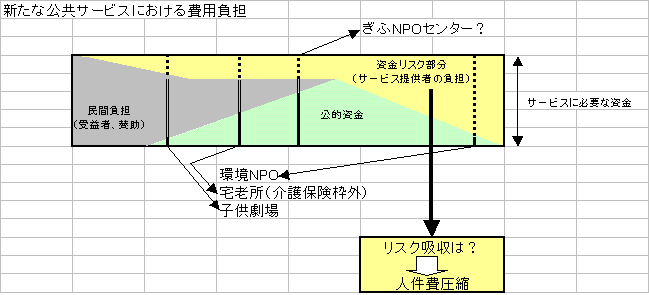 新たな公共サービスにおける費用負担
ぎふNPOセンター？
資金リスク部分
（サービス提供者の負担）
民間負担
（受益者、賛助）
公的資金
サービスに必要な資金
環境NPO
宅老所（介護保険枠外）
子供劇場
リスク吸収は？
人件費圧縮